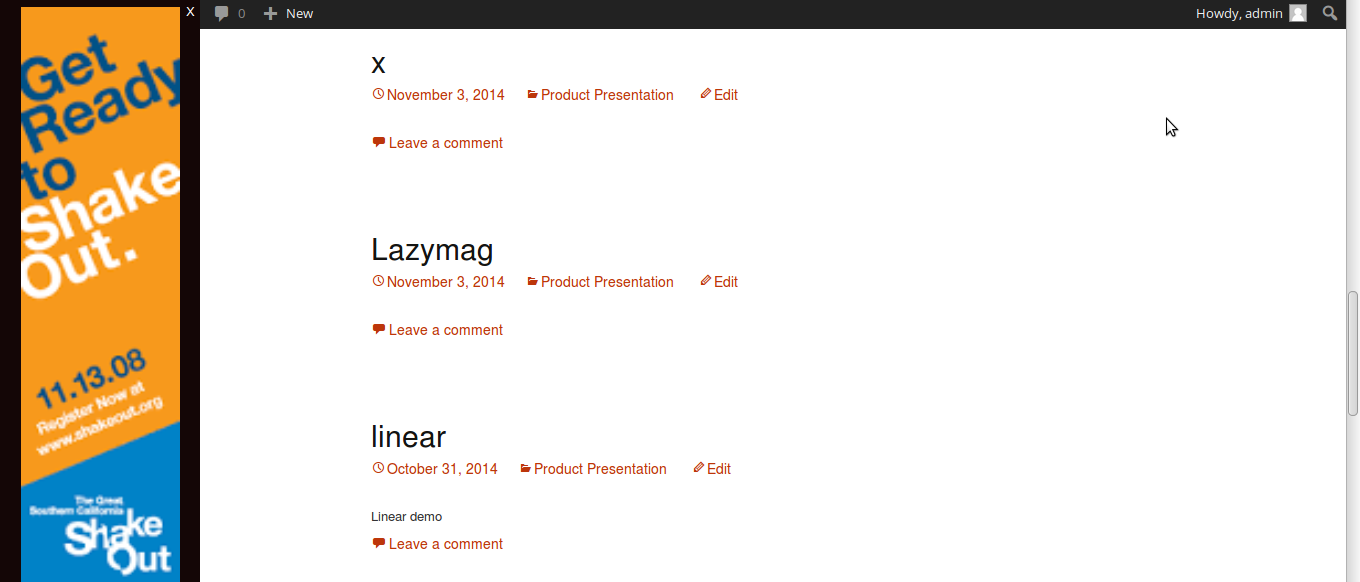 Get
Ready
to
Shake
Out.
11.13.08
Register Now at
www.shakeout.org
The Great
Southern California
Shake
Out
X
0
New
Howdy, admin
x
November 3, 2014 Product Presentation Edit
Leave a comment
Lazymag
November 3, 2014 Product Presentation Edit
Leave a comment
linear
October 31, 2014 Product Presentation Edit
Linear demo
Leave a comment